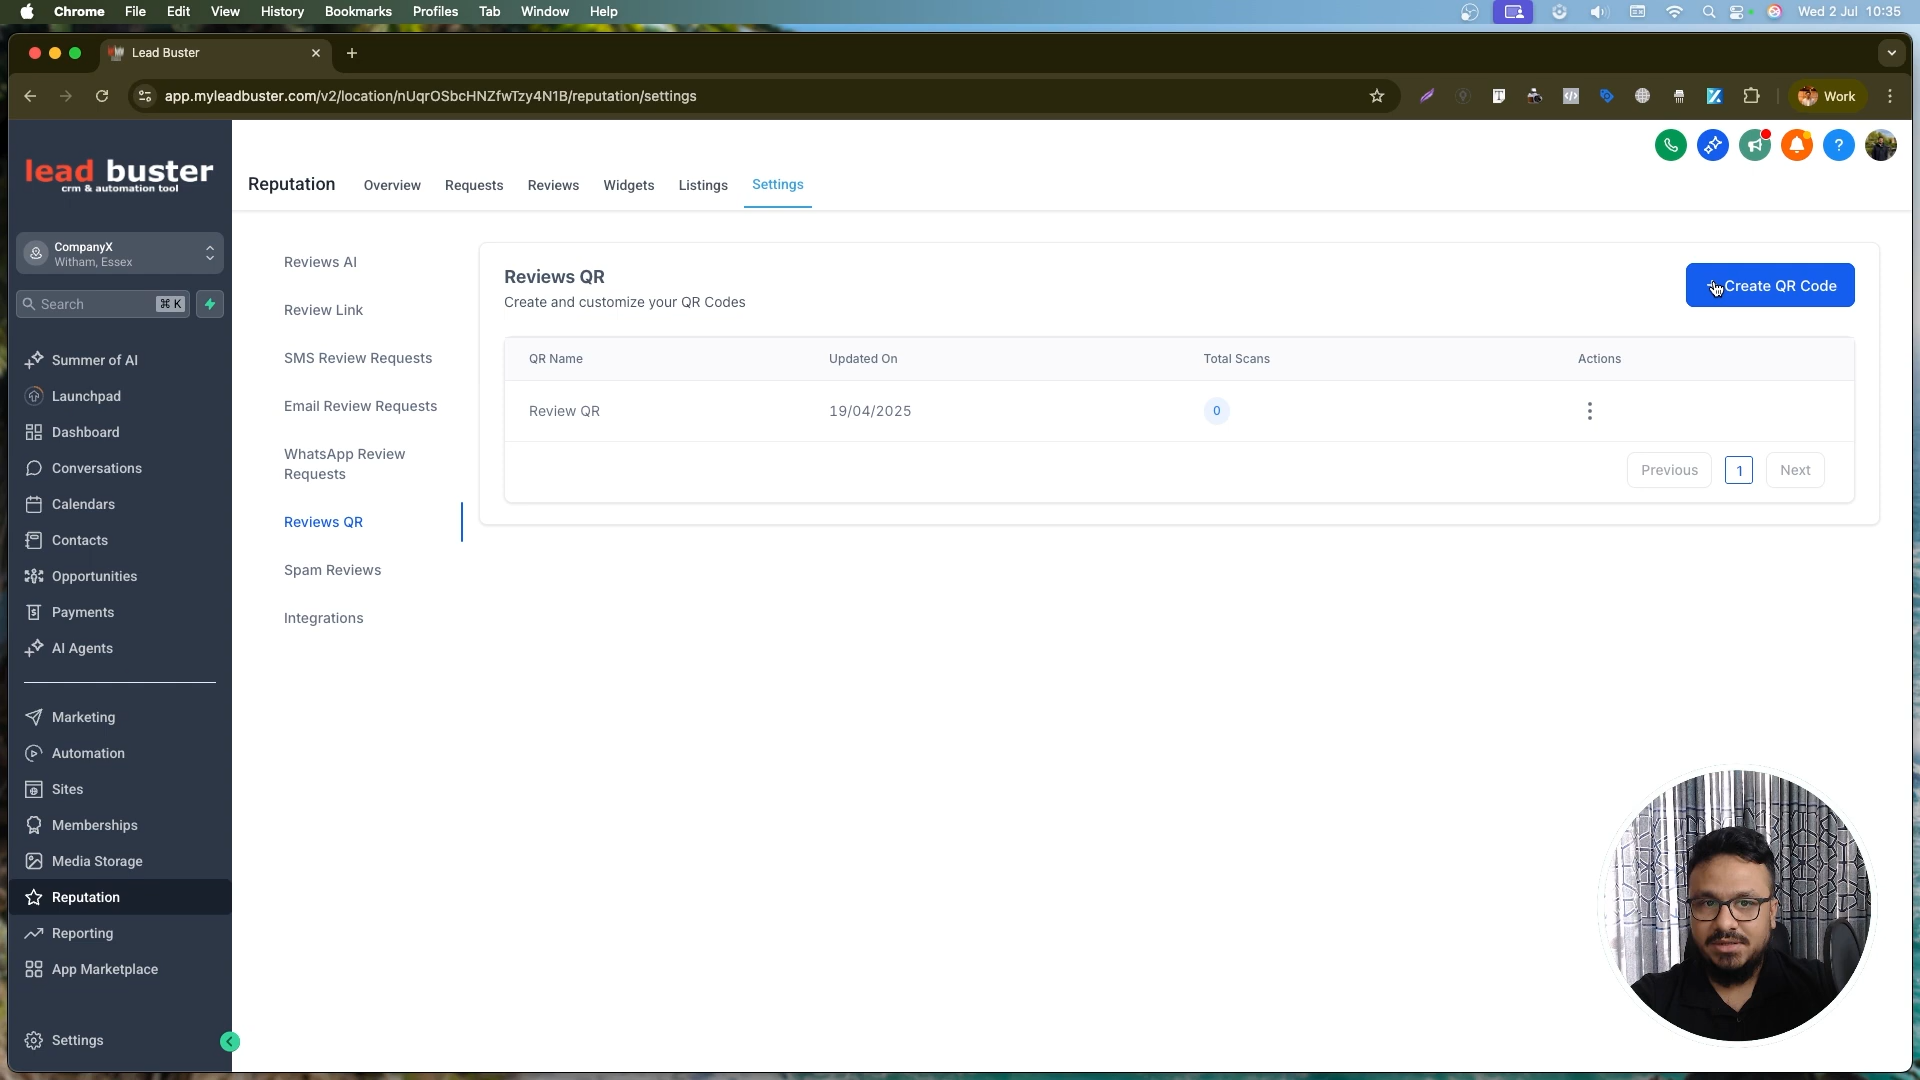 Chrome File Edit View History Bookmarks Profiles Tab Window Help Wed 2 Jul 10:35
Lead Buster
app.myleadbuster.com/v2/location/nUqrOSbcHNZfwTzy4N1B/reputation/settings
Work
lead buster
crm & automation tool
CompanyX
Witham, Essex
Search ⌘ K
Summer of AI
Launchpad
Dashboard
Conversations
Calendars
Contacts
Opportunities
Payments
AI Agents
Marketing
Automation
Sites
Memberships
Media Storage
Reputation
Reporting
App Marketplace
Settings
Reputation Overview Requests Reviews Widgets Listings Settings
Reviews AI
Review Link
SMS Review Requests
Email Review Requests
WhatsApp Review
Requests
Reviews QR
Spam Reviews
Integrations
Reviews QR
Create and customize your QR Codes
Create QR Code
QR Name Updated On Total Scans Actions
Review QR 19/04/2025 0
Previous 1 Next